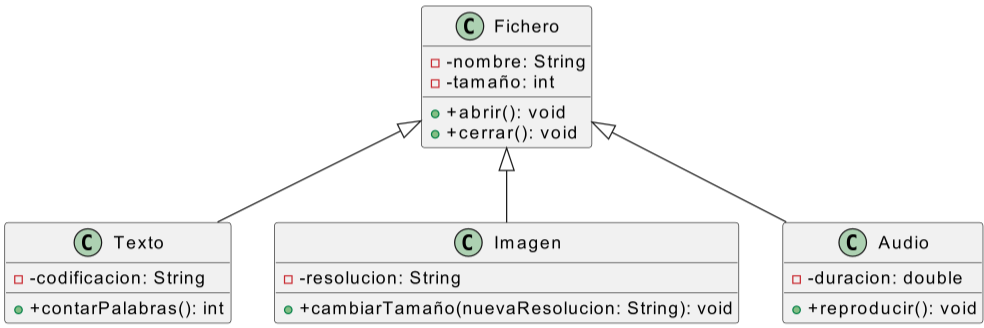 C Fichero
-nombre: String
-tamaño: int
+abrir(): void
+cerrar(): void
C Texto
-codificacion: String
+contarPalabras(): int
C Imagen
-resolucion: String
+cambiarTamaño(nuevaResolucion: String): void
C Audio
-duracion: double
+reproducir(): void